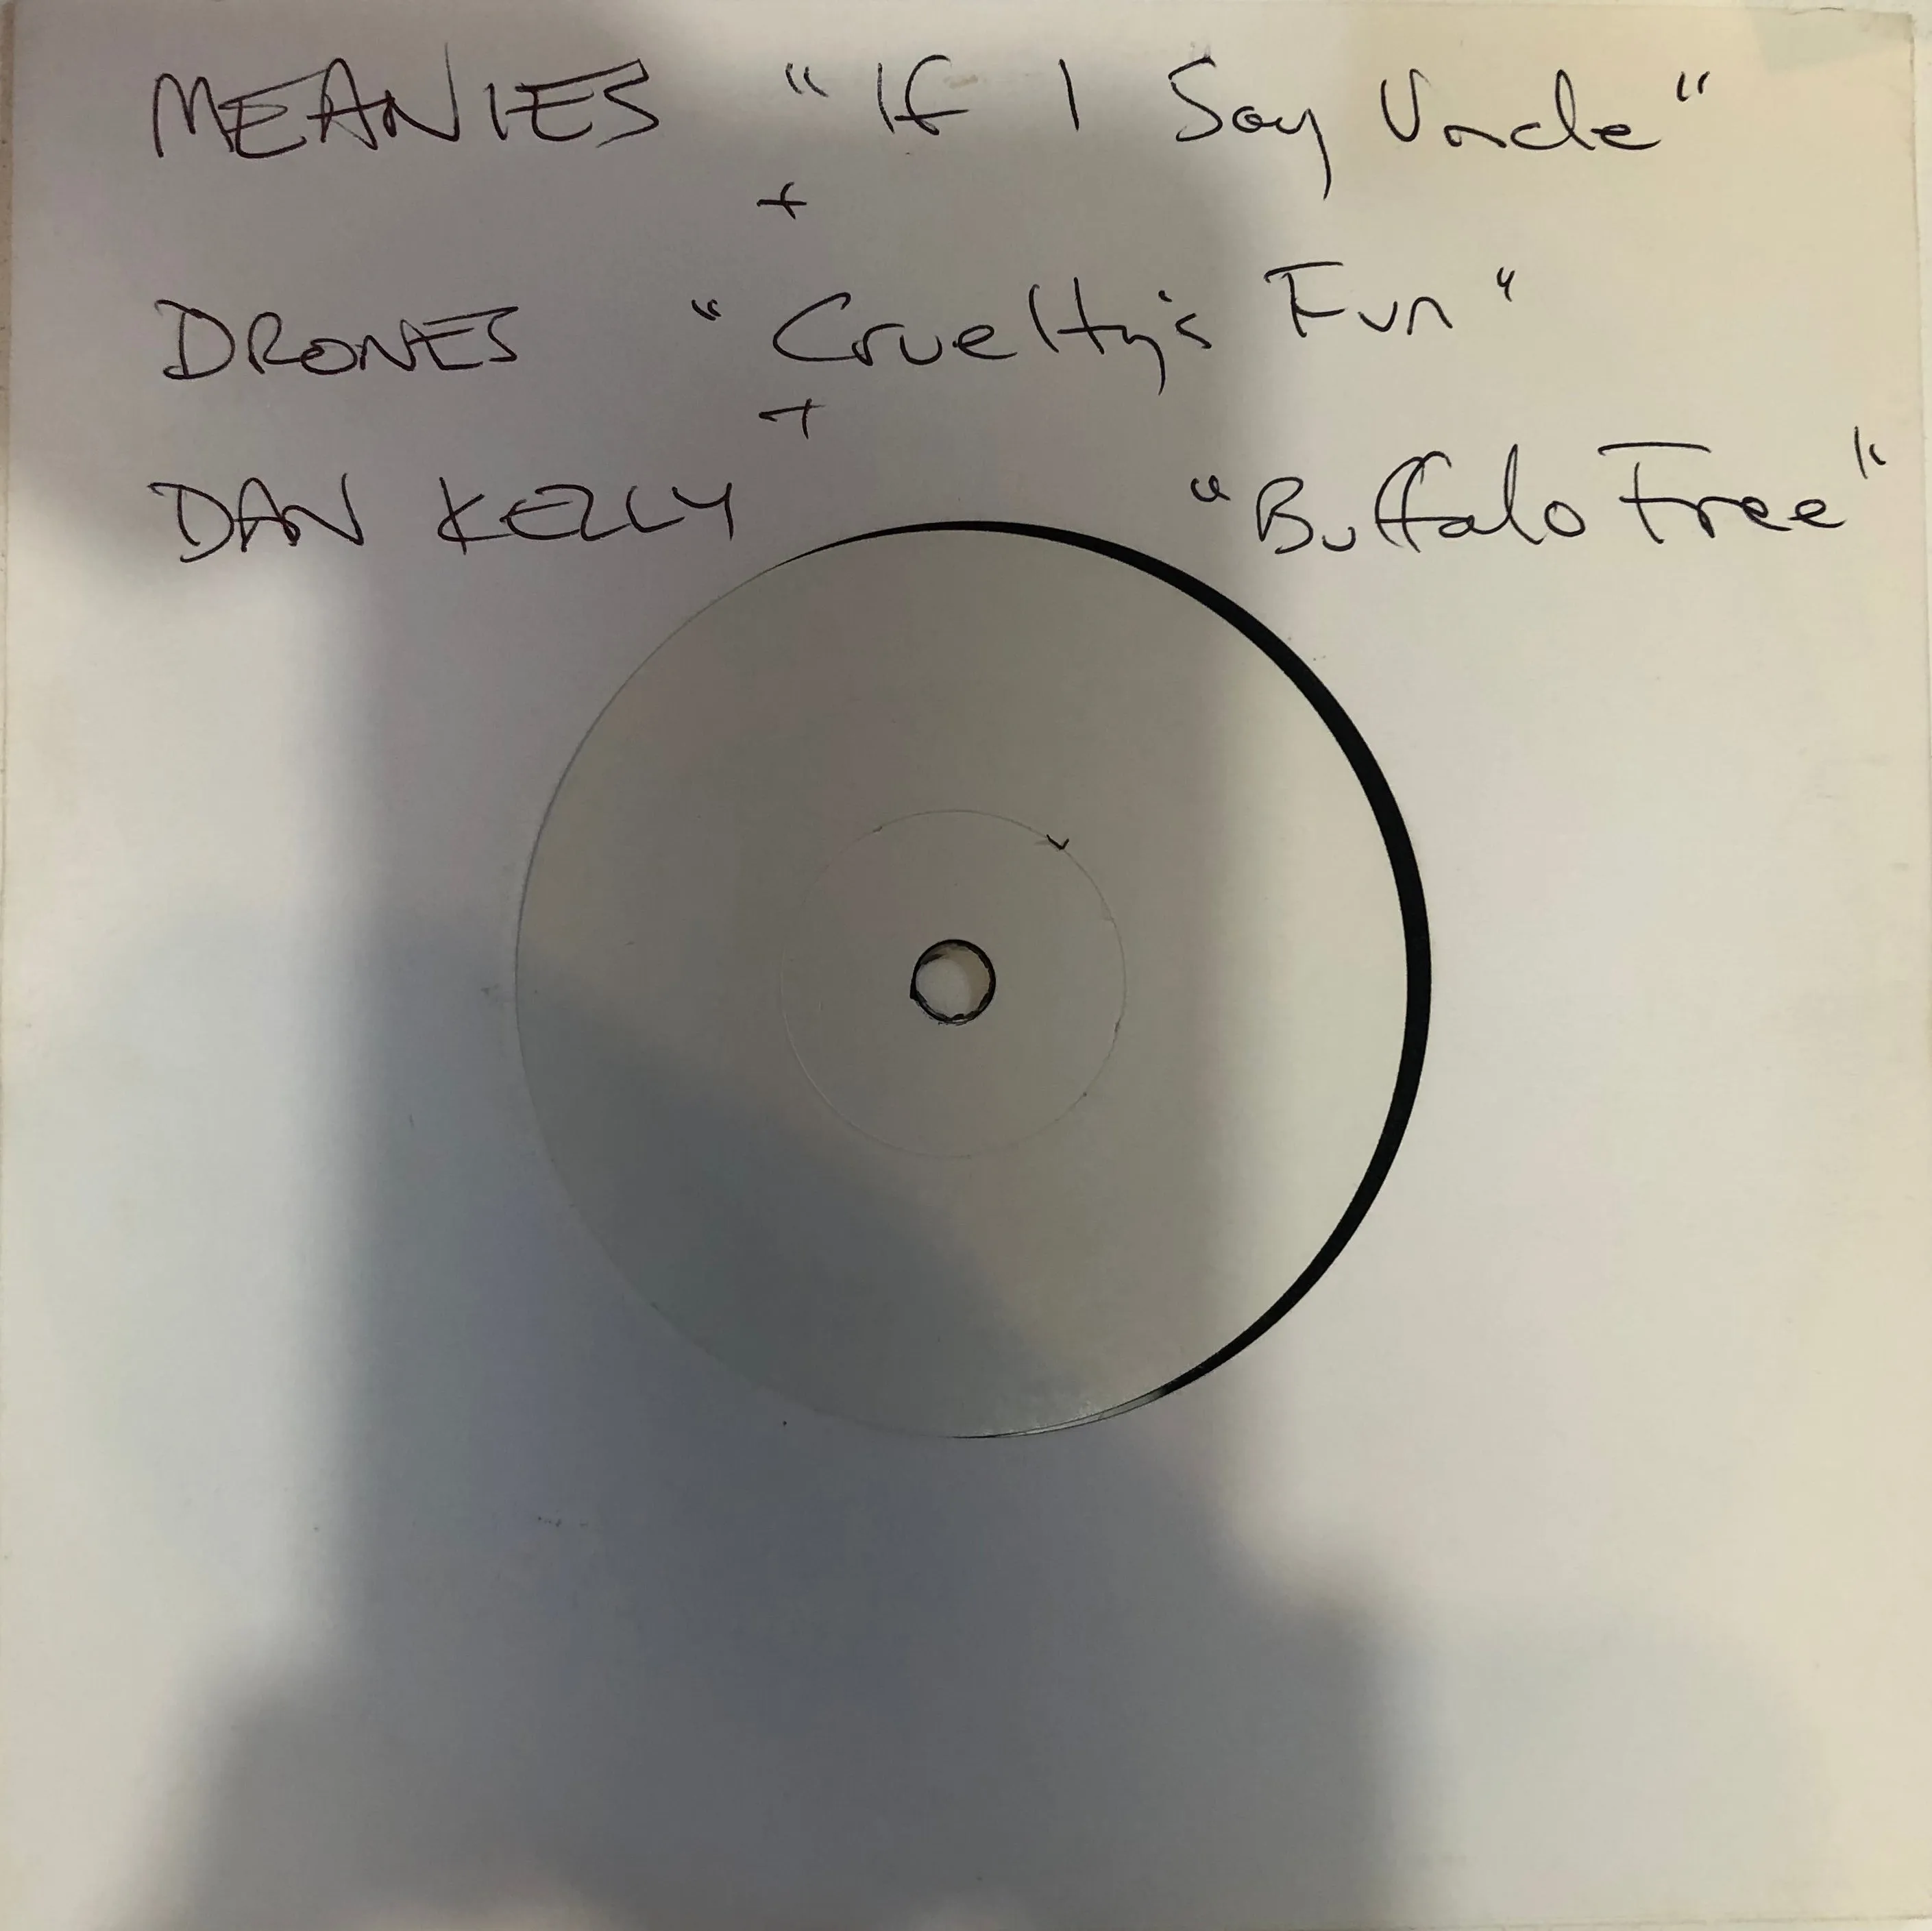 MEANIES "If I Say Uncle"
+
DRONES "Cruelty's Fun"
+
DAN KELLY "Buffalo Free"